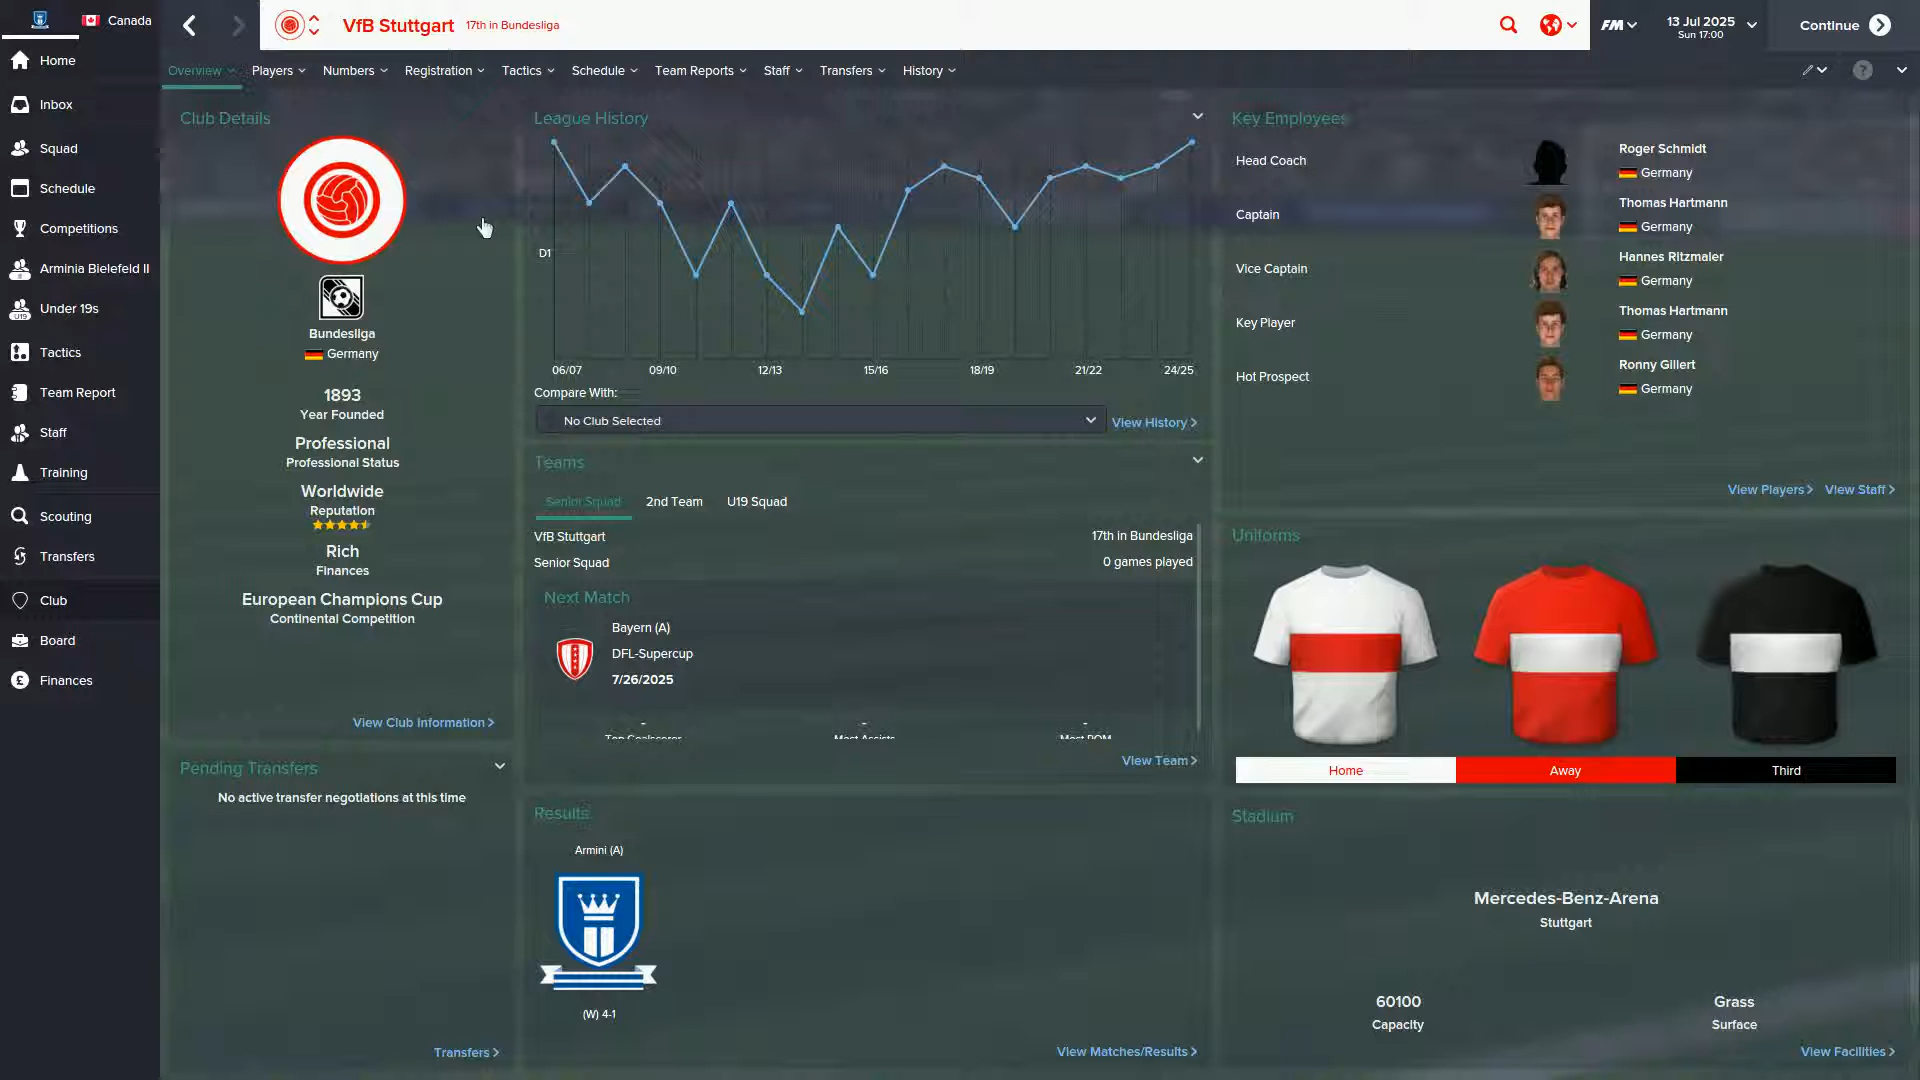 Canada
VfB Stuttgart 17th in Bundesliga
FM
13 Jul 2025
Sun 17:00
Continue
Home
Inbox
Squad
Schedule
Competitions
Arminia Bielefeld II
Under 19s
Tactics
Team Report
Staff
Training
Scouting
Transfers
Club
Board
Finances
Overview Players Numbers Registration Tactics Schedule Team Reports Staff Transfers History
Club Details
Bundesliga
Germany
1893
Year Founded
Professional
Professional Status
Worldwide
Reputation
Rich
Finances
European Champions Cup
Continental Competition
View Club Information
Pending Transfers
No active transfer negotiations at this time
Transfers
League History
D1
06/07 09/10 12/13 15/16 18/19 21/22 24/25
Compare With:
No Club Selected
View History
Teams
Senior Squad 2nd Team U19 Squad
VfB Stuttgart 17th in Bundesliga
Senior Squad 0 games played
Next Match
Bayern (A)
DFL-Supercup
7/26/2025
- - -
Top Goalscorer Most Assists Most POM
View Team
Results
Armini (A)
(W) 4-1
View Matches/Results
Key Employees
Head Coach Roger Schmidt
Germany
Captain Thomas Hartmann
Germany
Vice Captain Hannes Ritzmaier
Germany
Key Player Thomas Hartmann
Germany
Hot Prospect Ronny Gillert
Germany
View Players View Staff
Uniforms
Home Away Third
Stadium
Mercedes-Benz-Arena
Stuttgart
60100 Grass
Capacity Surface
View Facilities